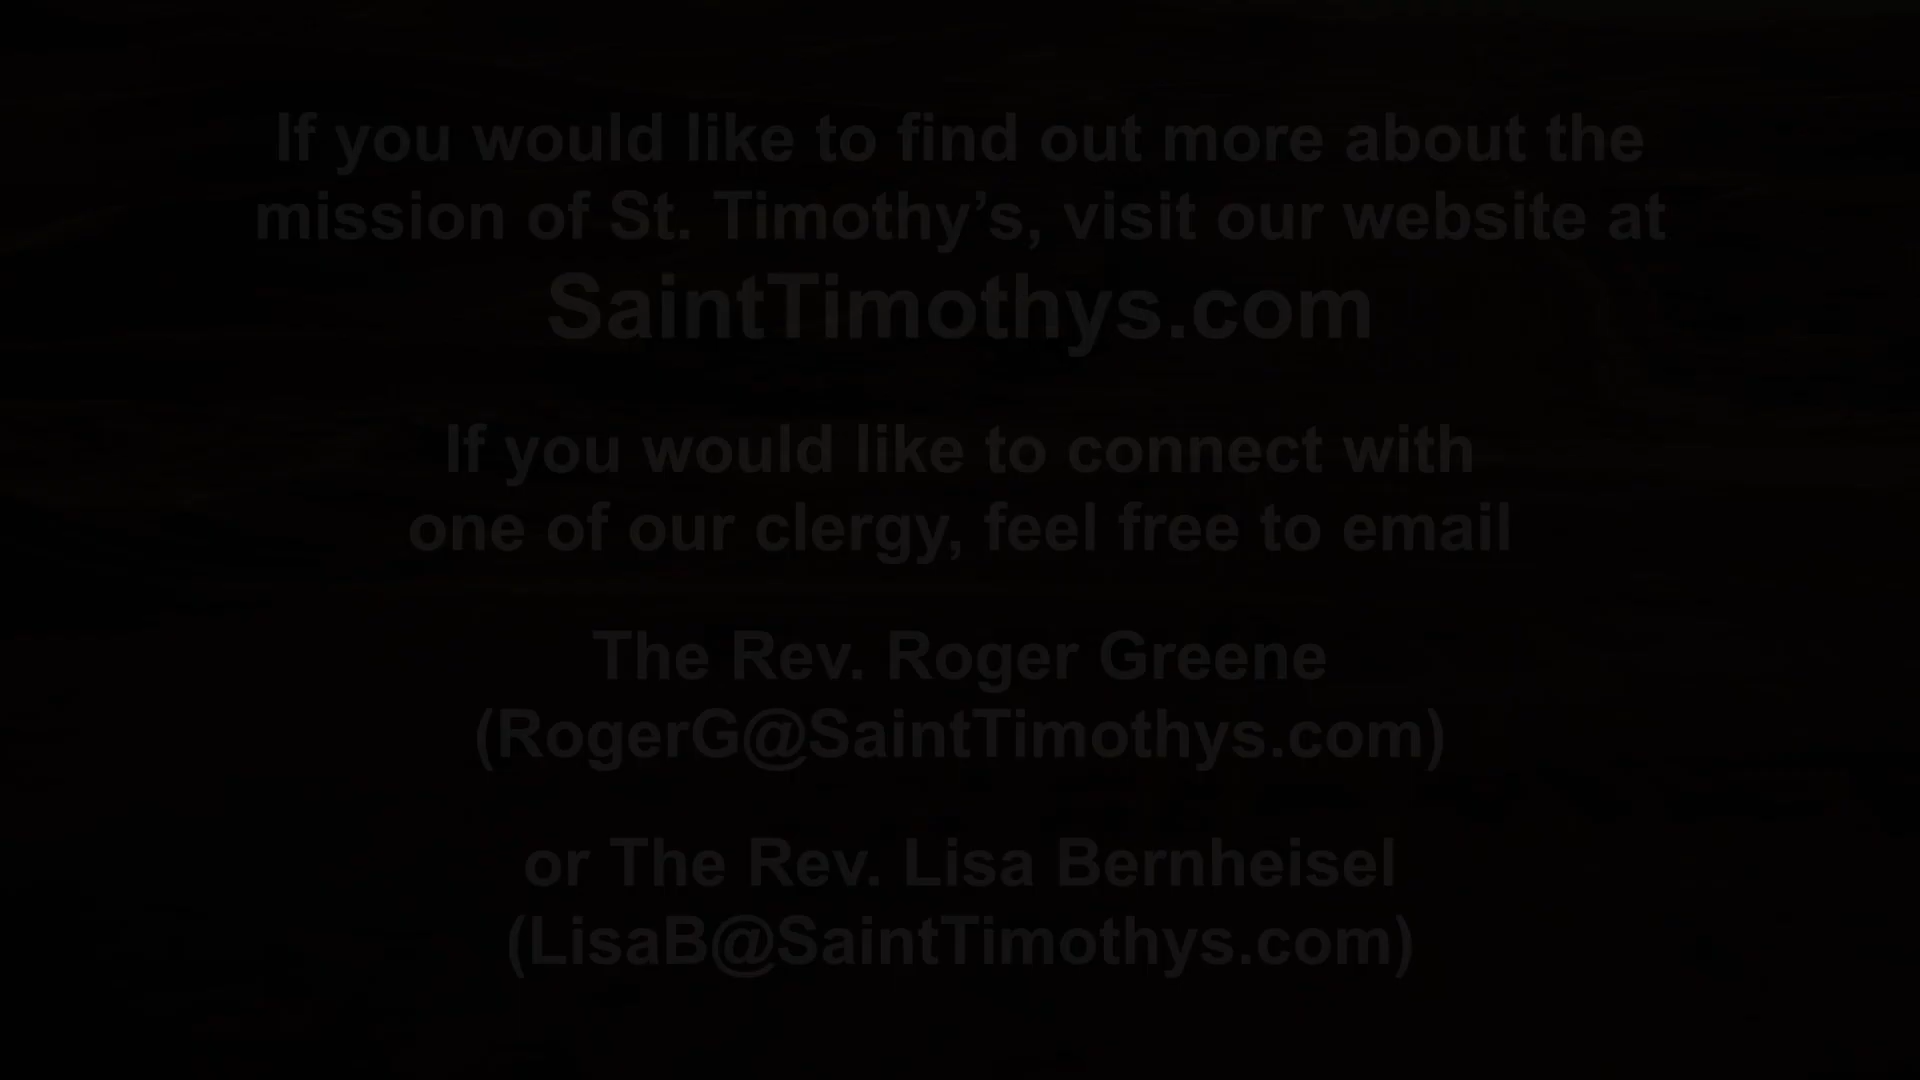 If you would like to find out more about the
mission of St. Timothy’s, visit our website at
SaintTimothys.com
If you would like to connect with
one of our clergy, feel free to email
The Rev. Roger Greene
(RogerG@SaintTimothys.com)
or The Rev. Lisa Bernheisel
(LisaB@SaintTimothys.com)